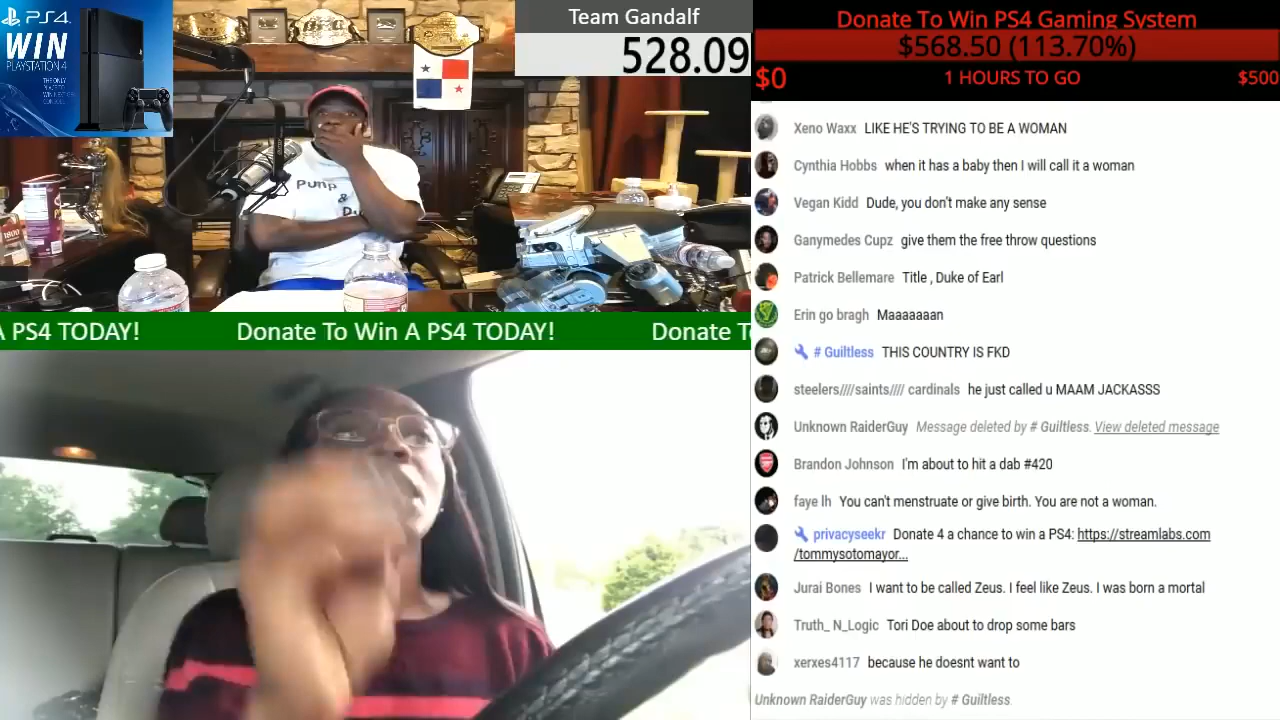 PS4
WIN
PLAYSTATION 4
THE ONLY
Team Gandalf
528.09
Pump
&
Donate To Win PS4 Gaming System
$568.50 (113.70%)
$0
1 HOURS TO GO
$500
A PS4 TODAY!
Donate To Win A PS4 TODAY!
Donate To
Xeno Waxx LIKE HE'S TRYING TO BE A WOMAN
Cynthia Hobbs when it has a baby then I will call it a woman
Vegan Kidd Dude, you don't make any sense
Ganymedes Cupz give them the free throw questions
Patrick Bellemare Title , Duke of Earl
Erin go bragh Maaaaaaan
# Guiltless THIS COUNTRY IS FKD
steelers////saints//// cardinals he just called u MAAM JACKASSS
Unknown RaiderGuy Message deleted by # Guiltless. View deleted message
Brandon Johnson I'm about to hit a dab #420
faye lh You can't menstruate or give birth. You are not a woman.
privacyseekr Donate 4 a chance to win a PS4: https://streamlabs.com
/tommysotomayor...
Jurai Bones I want to be called Zeus. I feel like Zeus. I was born a mortal
Truth_ N_Logic Tori Doe about to drop some bars
xerxes4117 because he doesnt want to
Unknown RaiderGuy was hidden by # Guiltless.